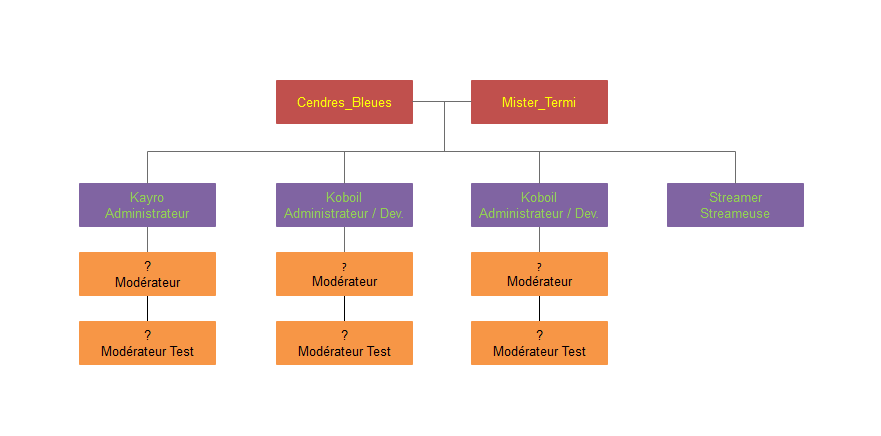 Cendres_Bleues
Mister_Termi
Kayro
Administrateur
Koboil
Administrateur / Dev.
Koboil
Administrateur / Dev.
Streamer
Streameuse
?
Modérateur
?
Modérateur
?
Modérateur
?
Modérateur Test
?
Modérateur Test
?
Modérateur Test